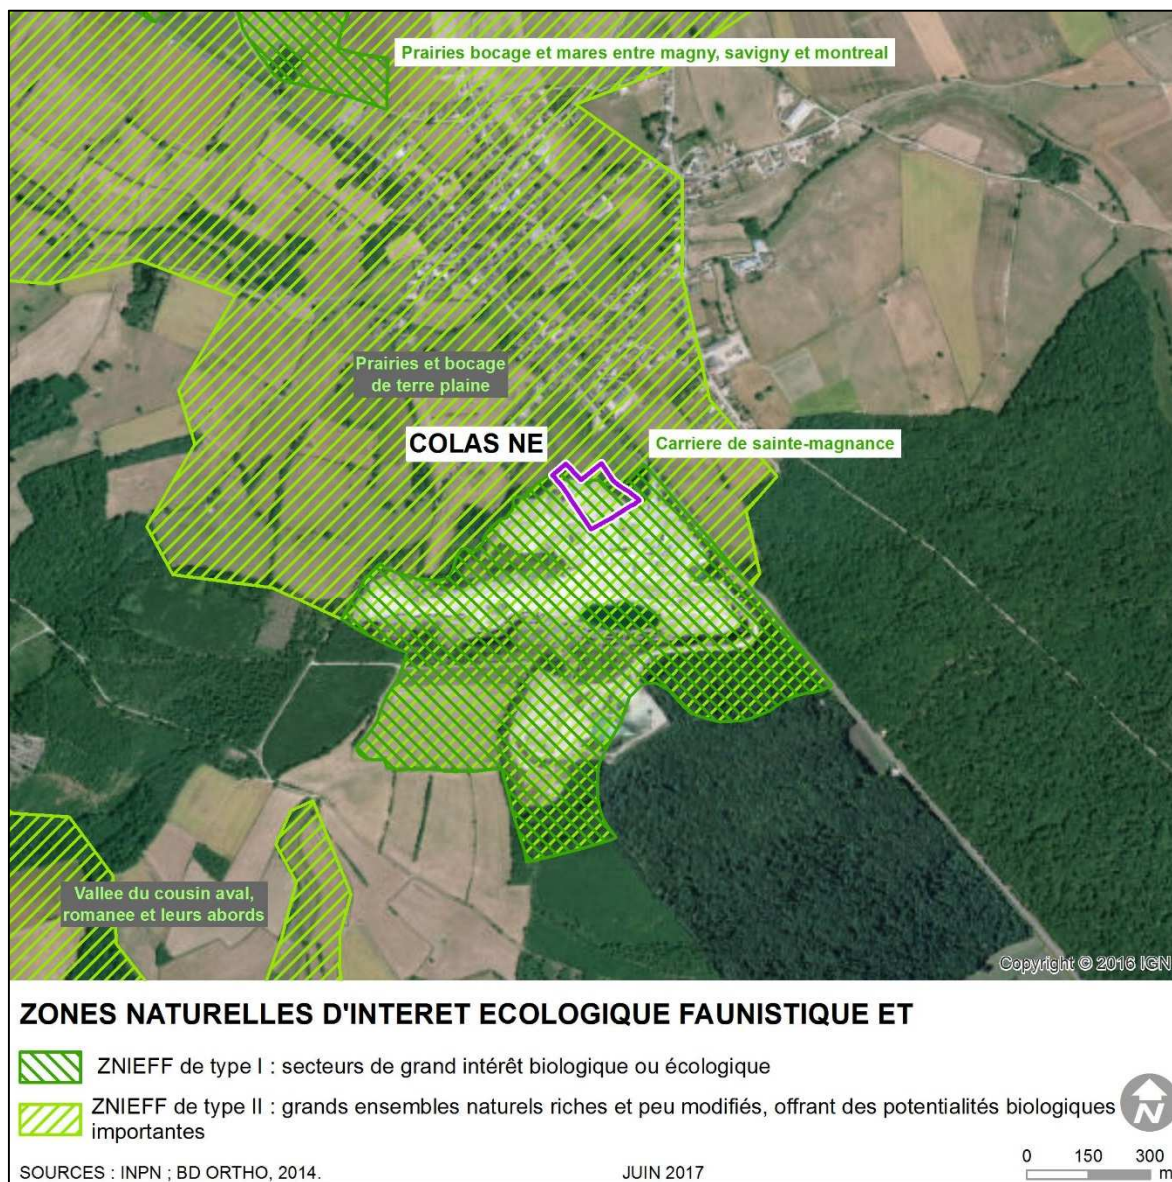 Prairies bocage et mares entre magny, savigny et montreal
Prairies et bocage
de terre plaine
COLAS NE
Carriere de sainte-magnance
Vallee du cousin aval,
romanee et leurs abords
Copyright © 2016 IGN
ZONES NATURELLES D'INTERET ECOLOGIQUE FAUNISTIQUE ET
ZNIEFF de type I : secteurs de grand intérêt biologique ou écologique
ZNIEFF de type II : grands ensembles naturels riches et peu modifiés, offrant des potentialités biologiques
importantes
N
SOURCES : INPN ; BD ORTHO, 2014.
JUIN 2017
0 150 300
m